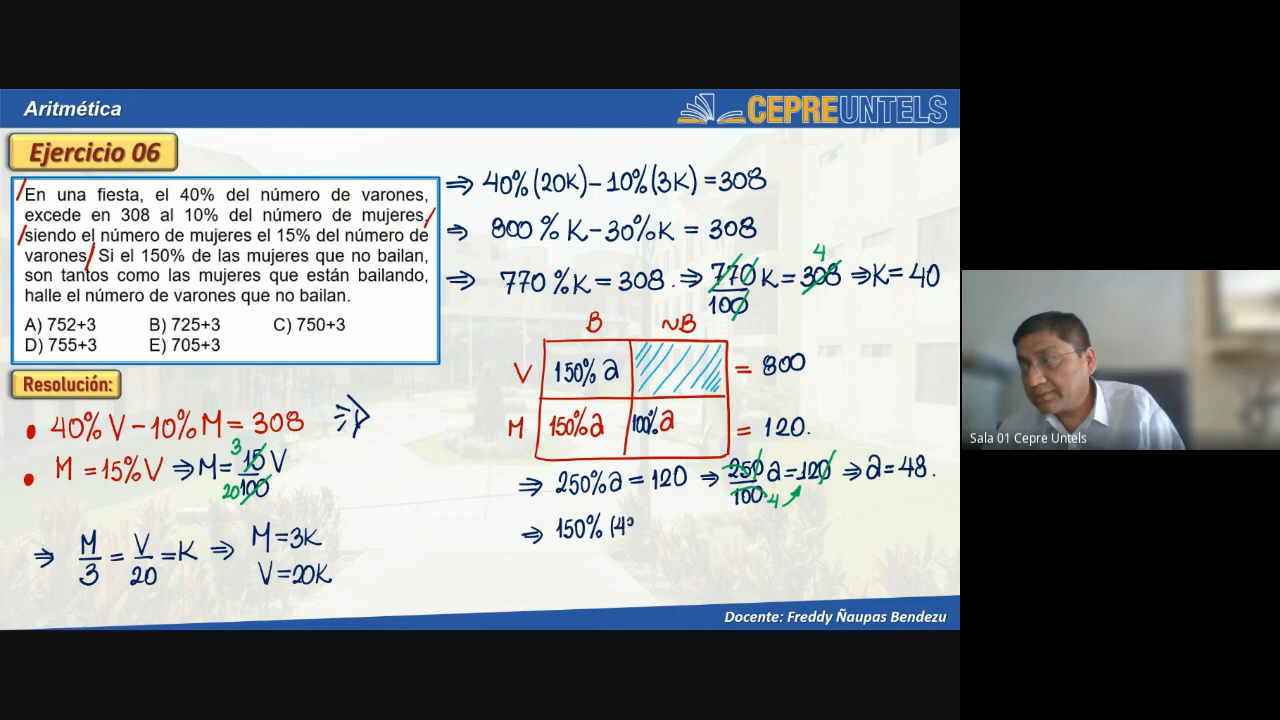 Aritmética
CEPREUNTELS
Ejercicio 06
En una fiesta, el 40% del número de varones,
excede en 308 al 10% del número de mujeres,
siendo el número de mujeres el 15% del número de
varones. Si el 150% de las mujeres que no bailan,
son tantos como las mujeres que están bailando,
halle el número de varones que no bailan.
A) 752+3 B) 725+3 C) 750+3
D) 755+3 E) 705+3
Resolución:
• 40% V - 10% M = 308
• M = 15% V ⇒ M = 15/100 V
3
20
⇒ M/3 = V/20 = K ⇒ M = 3K
V = 20K
⇒ 40% (20K) - 10% (3K) = 308
⇒ 800 % K - 30% K = 308
⇒ 770 % K = 308. ⇒ 770/100 K = 308 ⇒ K = 40
4
B ~B
V 150% a = 800
M 150% a 100% a = 120.
⇒ 250% a = 120 ⇒ 250/100 a = 120 ⇒ a = 48.
4
⇒ 150% (4
Docente: Freddy Ñaupas Bendezu
Sala 01 Cepre Untels